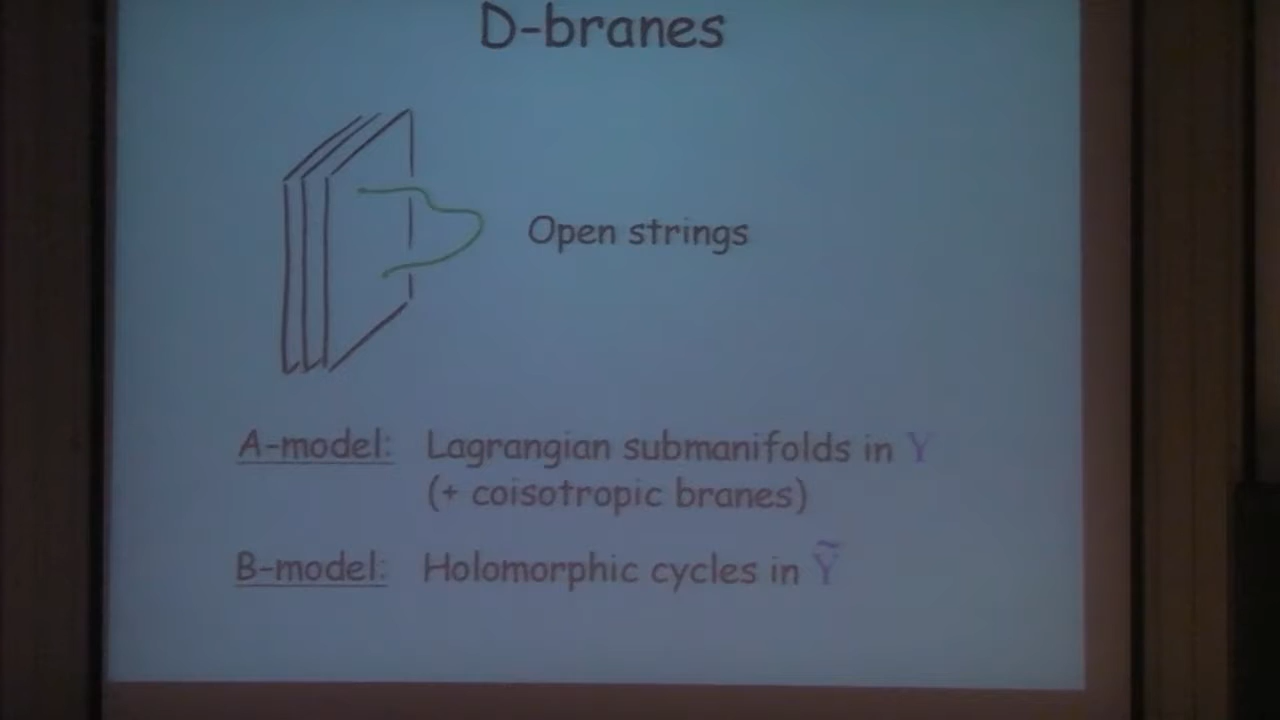 D-branes
Open strings
A-model: Lagrangian submanifolds in Y
(+ coisotropic branes)
B-model: Holomorphic cycles in Ỹ